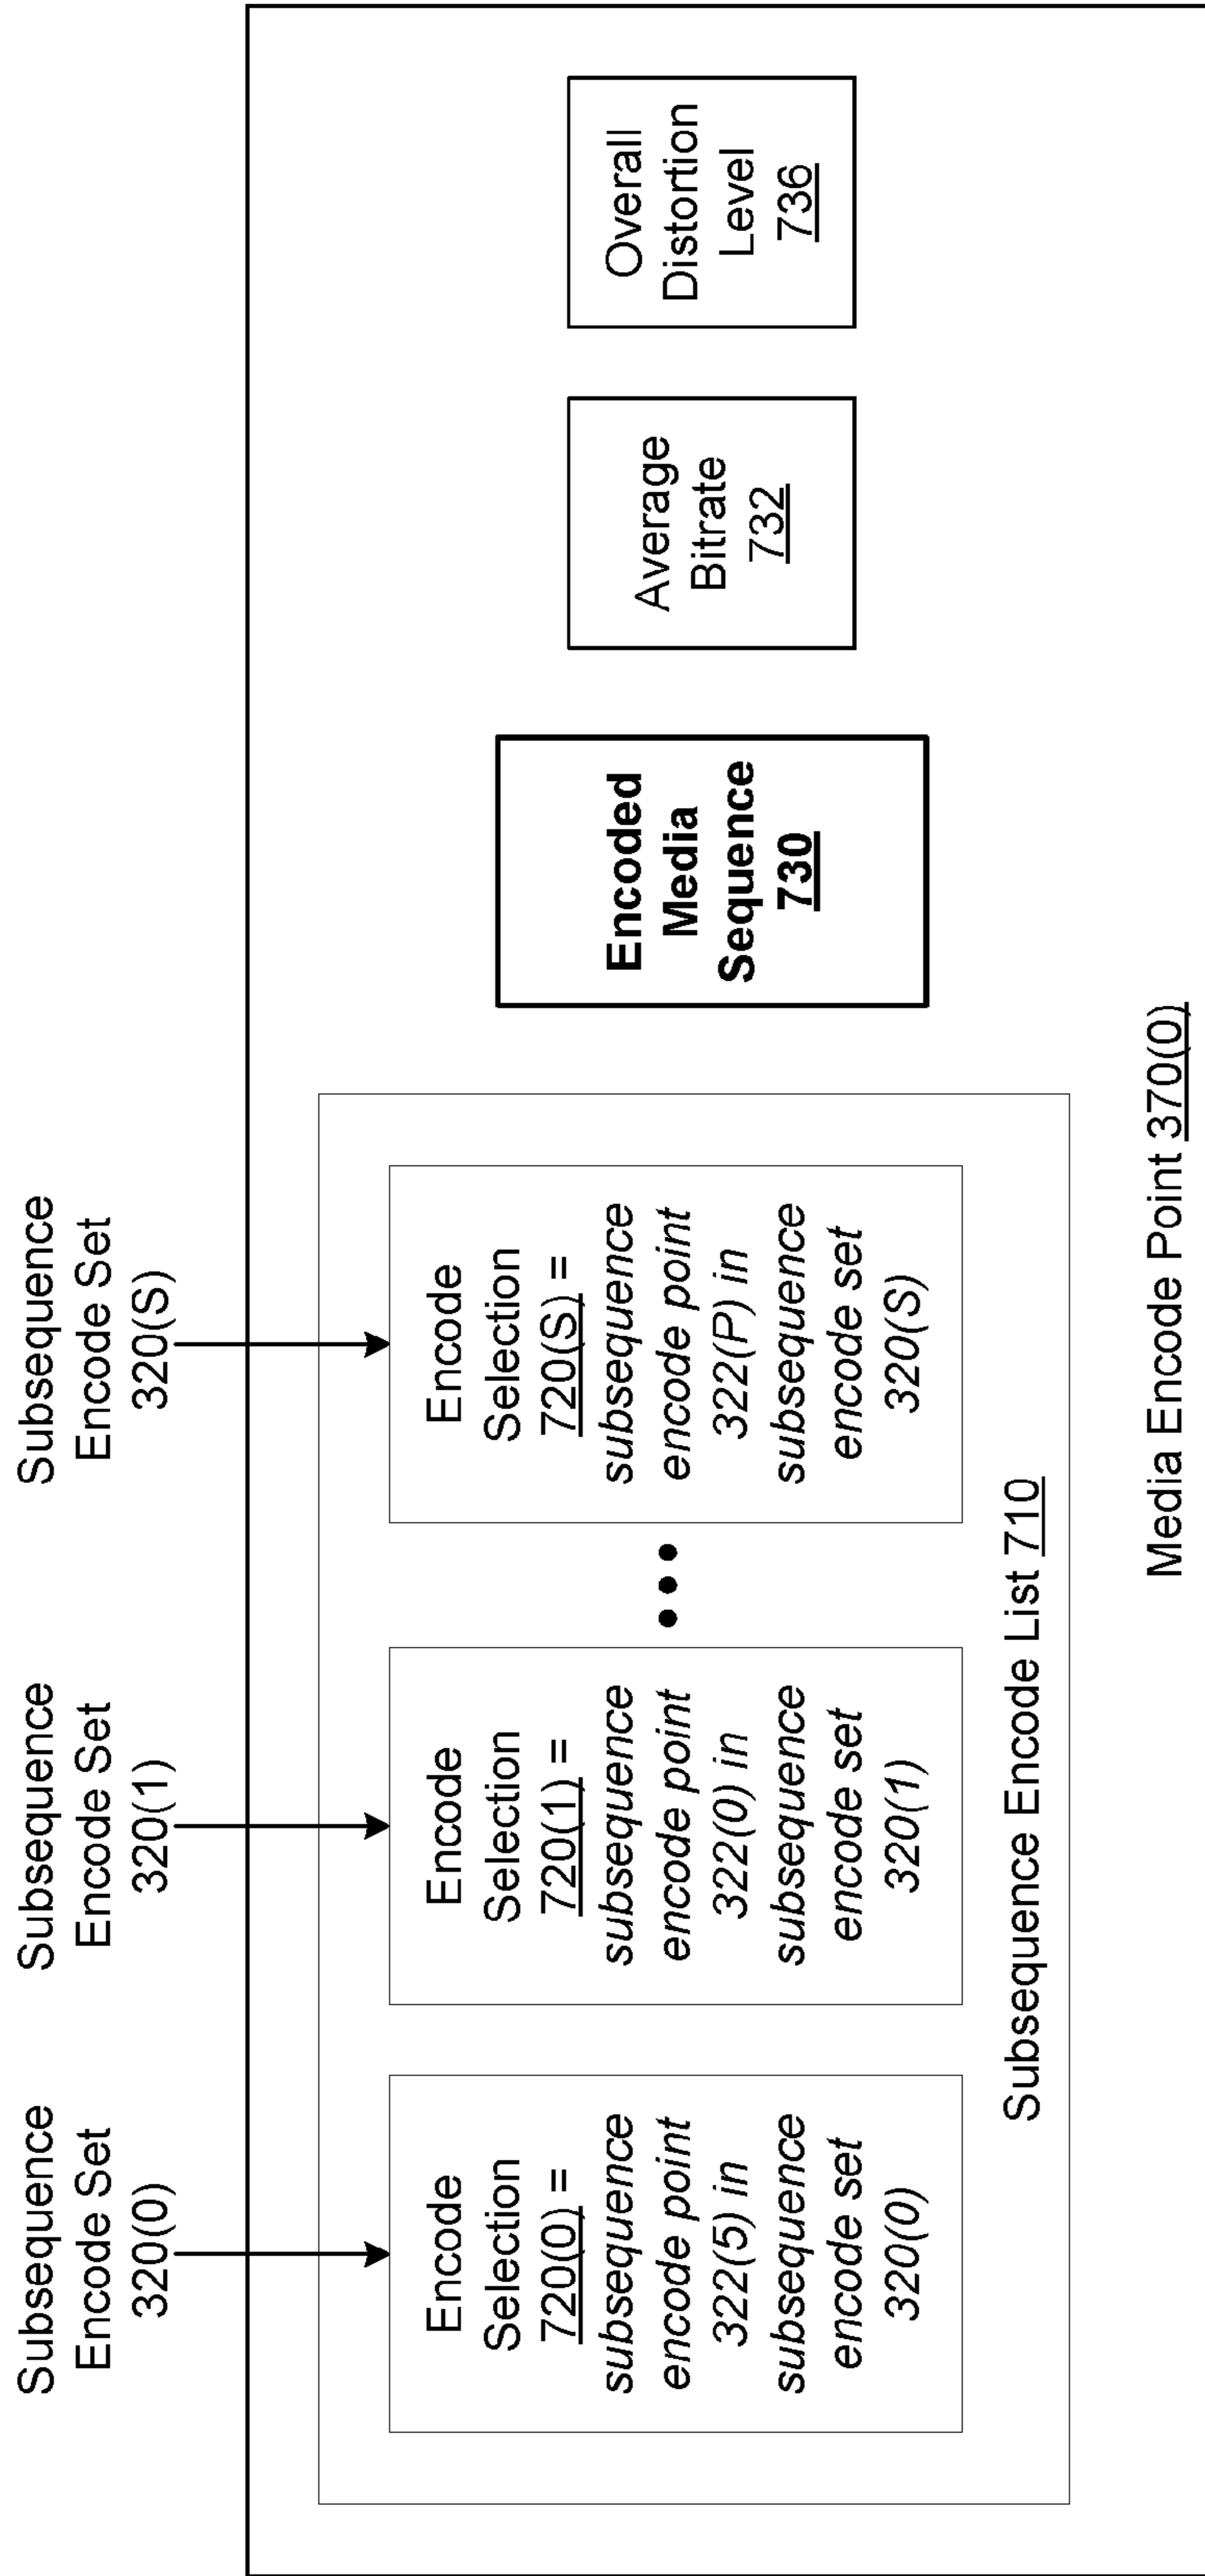 Subsequence
Encode Set
320(0)
Subsequence
Encode Set
320(1)
Subsequence
Encode Set
320(S)
Encode
Selection
720(0) =
subsequence
encode point
322(5) in
subsequence
encode set
320(0)
Encode
Selection
720(1) =
subsequence
encode point
322(0) in
subsequence
encode set
320(1)
Encode
Selection
720(S) =
subsequence
encode point
322(P) in
subsequence
encode set
320(S)
Subsequence Encode List 710
Encoded
Media
Sequence
730
Average
Bitrate
732
Overall
Distortion
Level
736
Media Encode Point 370(0)